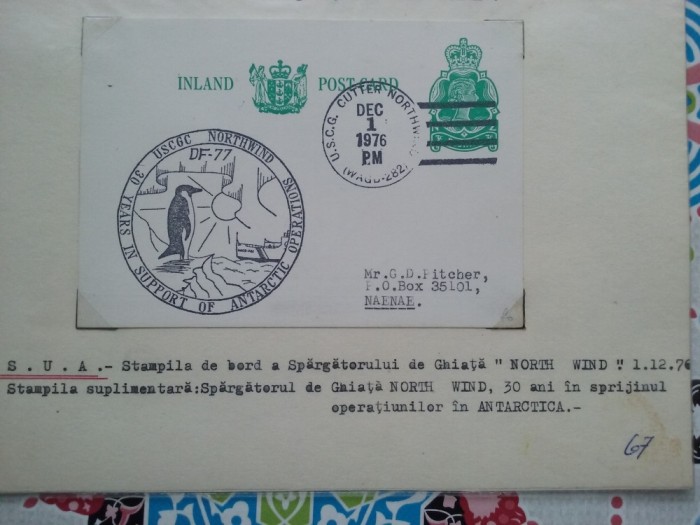 INLAND POST CARD
U.S.C.G. CUTTER NORTHWIND
DEC
1
1976
PM
(WAGB-282)
USCGC NORTHWIND
DF-77
30 YEARS IN SUPPORT OF ANTARCTIC OPERATIONS
Mr.G.D.Pitcher,
P.O.Box 35101,
NAENAE.
S . U . A .- Stampila de bord a Spărgătorului de Ghiață " NORTH WIND " 1.12.76
Stampila suplimentară:Spărgătorul de Ghiață NORTH WIND, 30 ani în sprijinul
operațiunilor în ANTARCTICA.-
67